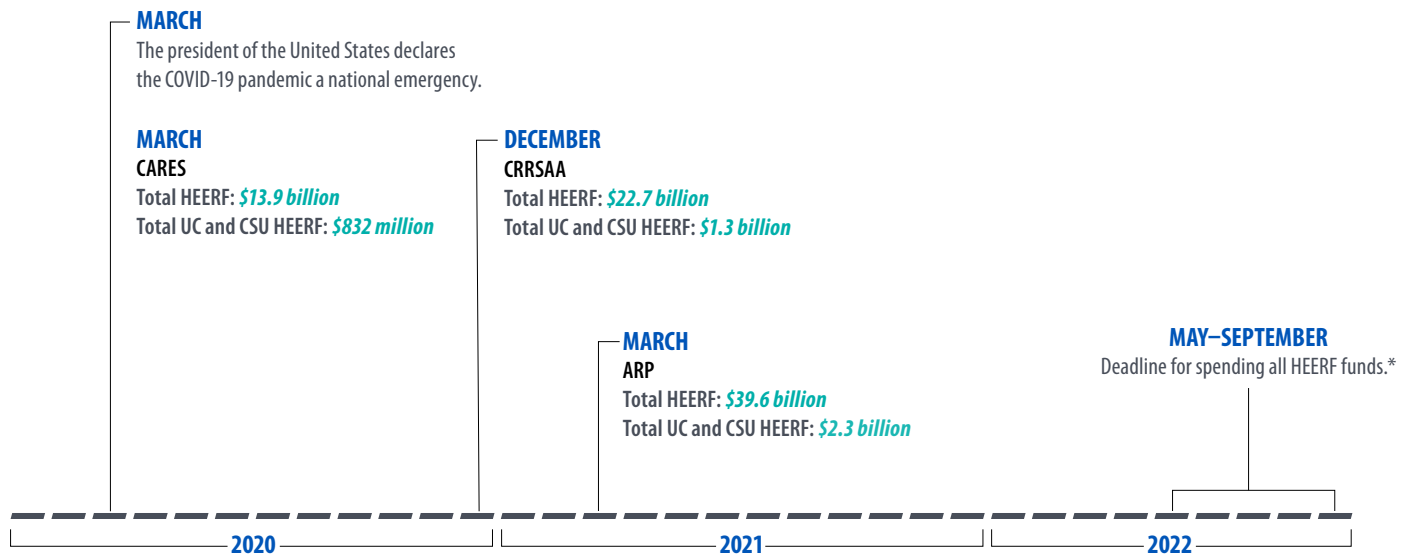 MARCH
The president of the United States declares
the COVID-19 pandemic a national emergency.
MARCH
CARES
Total HEERF: $13.9 billion
Total UC and CSU HEERF: $832 million
DECEMBER
CRRSAA
Total HEERF: $22.7 billion
Total UC and CSU HEERF: $1.3 billion
MARCH
ARP
Total HEERF: $39.6 billion
Total UC and CSU HEERF: $2.3 billion
MAY–SEPTEMBER
Deadline for spending all HEERF funds.*
2020
2021
2022